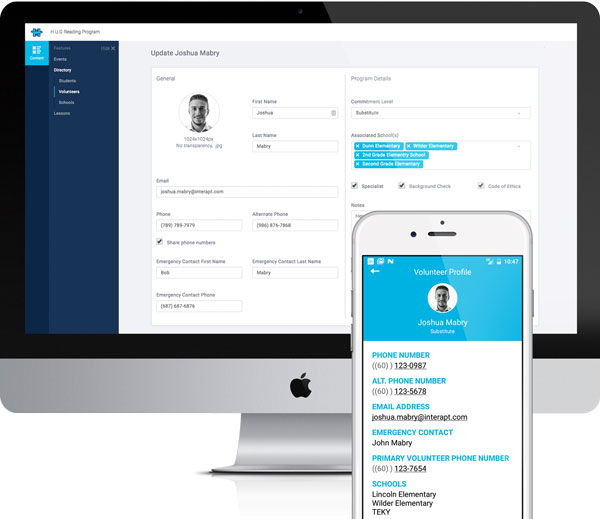 H.U.G Reading Program
Content
Features
Hide
Events
Directory
Students
Volunteers
Schools
Lessons
Update Joshua Mabry
General
1024x1024px
No transparency, .jpg
First Name
Joshua
Last Name
Mabry
Email
joshua.mabry@interapt.com
Phone
(789) 789-7979
Alternate Phone
(986) 876-7868
Share phone numbers
Emergency Contact First Name
Bob
Emergency Contact Last Name
Mabry
Emergency Contact Phone
(687) 687-6876
Program Details
Commitment Level
Substitute
Associated School(s)
Dunn Elementary
Wilder Elementary
2nd Grade Elementry School
Second Grade Elementary
Specialist
Background Check
Code of Ethics
Notes
10:47
Volunteer Profile
Joshua Mabry
Substitute
PHONE NUMBER
((60) ) 123-0987
ALT. PHONE NUMBER
((60) ) 123-5678
EMAIL ADDRESS
joshua.mabry@interapt.com
EMERGENCY CONTACT
John Mabry
PRIMARY VOLUNTEER PHONE NUMBER
((60) ) 123-7654
SCHOOLS
Lincoln Elementary
Wilder Elementary
TEKY